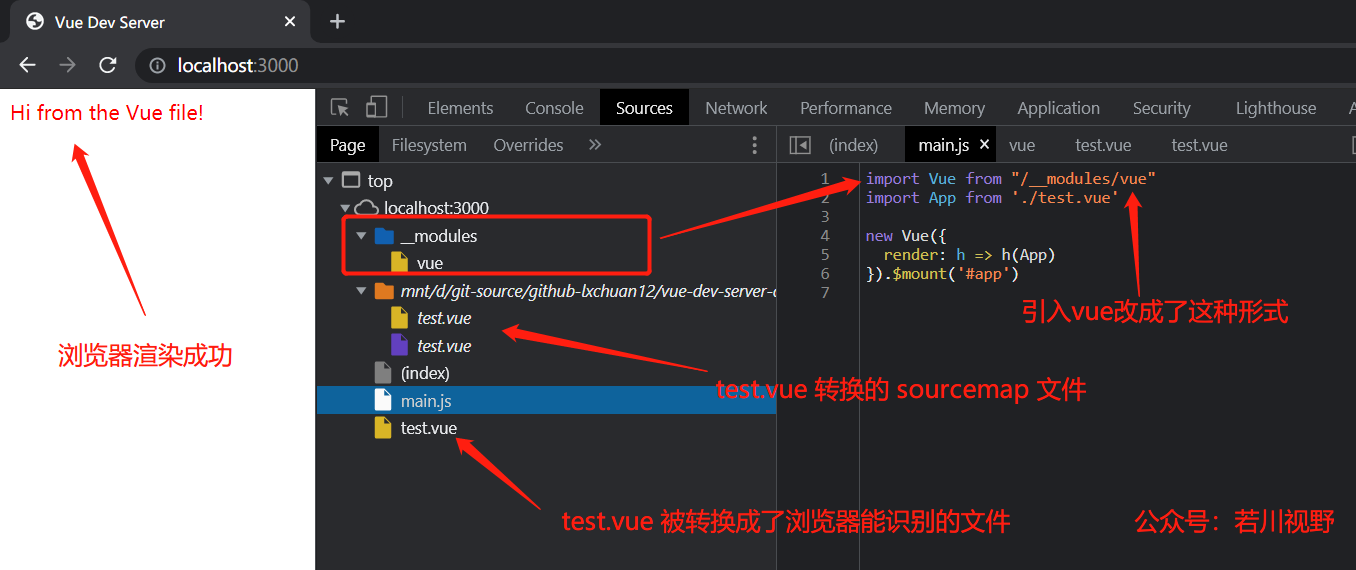 Vue Dev Server
localhost:3000
Hi from the Vue file!
浏览器渲染成功
Elements Console Sources Network Performance Memory Application Security Lighthouse
Page Filesystem Overrides »
top
localhost:3000
__modules
vue
mnt/d/git-source/github-lxchuan12/vue-dev-server-
test.vue
test.vue
(index)
main.js
test.vue
test.vue 转换的 sourcemap 文件
test.vue 被转换成了浏览器能识别的文件
(index) main.js vue test.vue test.vue
1 import Vue from "/__modules/vue"
2 import App from './test.vue'
3
4 new Vue({
5 render: h => h(App)
6 }).$mount('#app')
7
引入vue改成了这种形式
公众号：若川视野